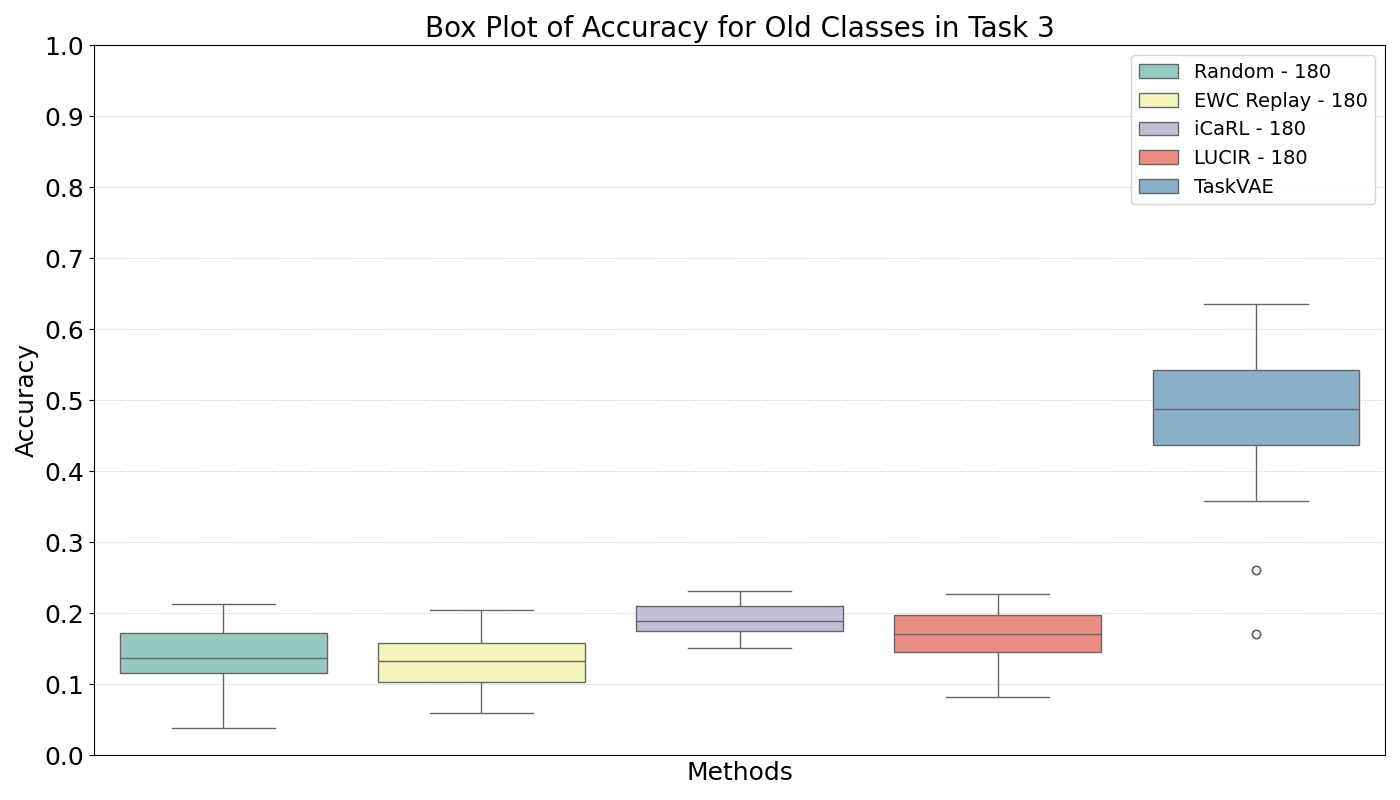 Box Plot of Accuracy for Old Classes in Task 3
1.0
0.9
0.8
0.7
0.6
0.5
0.4
0.3
0.2
0.1
0.0
Accuracy
Methods
Random - 180
EWC Replay - 180
iCaRL - 180
LUCIR - 180
TaskVAE